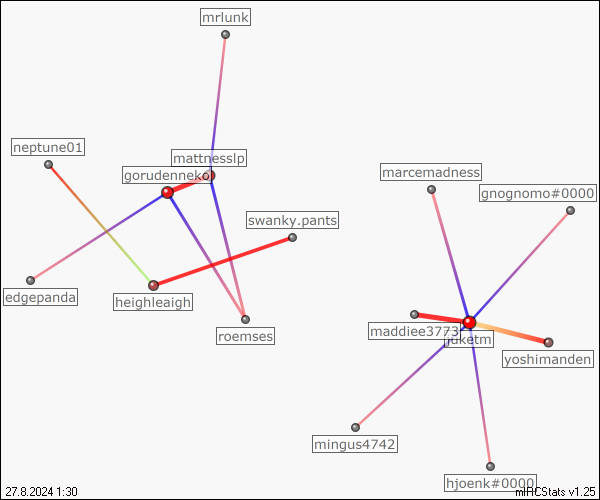 mrlunk
neptune01
mattnesslp
gorudenneko
marcemadness
gnognomo#0000
swanky.pants
edgepanda
heighleaigh
roemses
maddiee3773
juketm
yoshimanden
mingus4742
hjoenk#0000
27.8.2024 1:30
mIRCStats v1.25